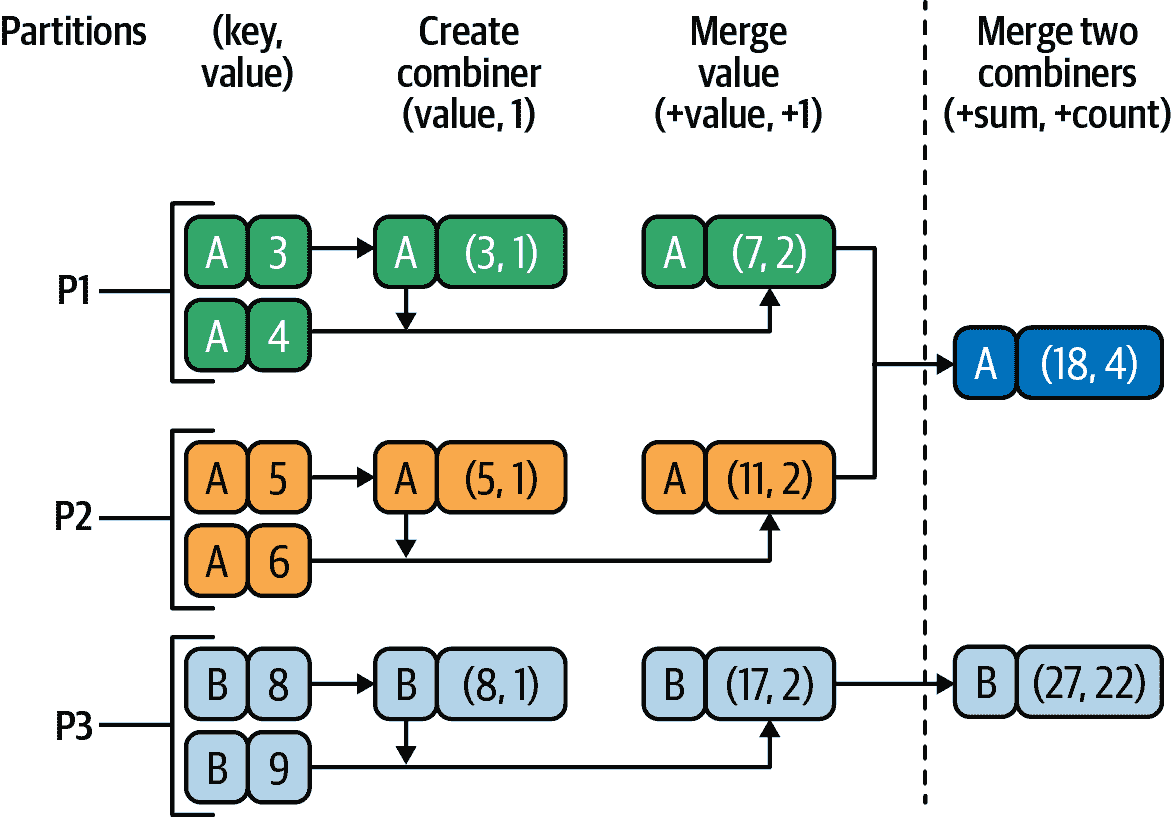 Partitions
(key,
value)
Create
combiner
(value, 1)
Merge
value
(+value, +1)
Merge two
combiners
(+sum, +count)
P1
A 3
A (3, 1)
A (7, 2)
A 4
A (18, 4)
P2
A 5
A (5, 1)
A (11, 2)
A 6
P3
B 8
B (8, 1)
B (17, 2)
B (27, 22)
B 9